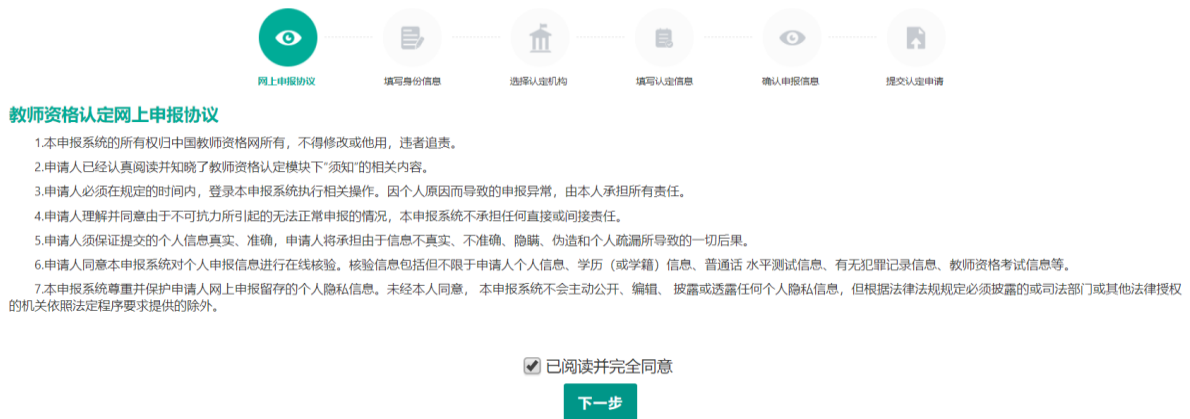 网上申报协议
填写身份信息
选择认定机构
填写认定信息
确认申报信息
提交认定申请
教师资格认定网上申报协议
1.本申报系统的所有权归中国教师资格网所有，不得修改或他用，违者追责。
2.申请人已经认真阅读并知晓了教师资格认定模块下“须知”的相关内容。
3.申请人必须在规定的时间内，登录本申报系统执行相关操作。因个人原因而导致的申报异常，由本人承担所有责任。
4.申请人理解并同意由于不可抗力所引起的无法正常申报的情况，本申报系统不承担任何直接或间接责任。
5.申请人须保证提交的个人信息真实、准确，申请人将承担由于信息不真实、不准确、隐瞒、伪造和个人疏漏所导致的一切后果。
6.申请人同意本申报系统对个人申报信息进行在线核验。核验信息包括但不限于申请人个人信息、学历（或学籍）信息、普通话 水平测试信息、有无犯罪记录信息、教师资格考试信息等。
7.本申报系统尊重并保护申请人网上申报留存的个人隐私信息。未经本人同意， 本申报系统不会主动公开、编辑、 披露或透露任何个人隐私信息，但根据法律法规规定必须披露的或司法部门或其他法律授权
的机关依照法定程序要求提供的除外。
已阅读并完全同意
下一步